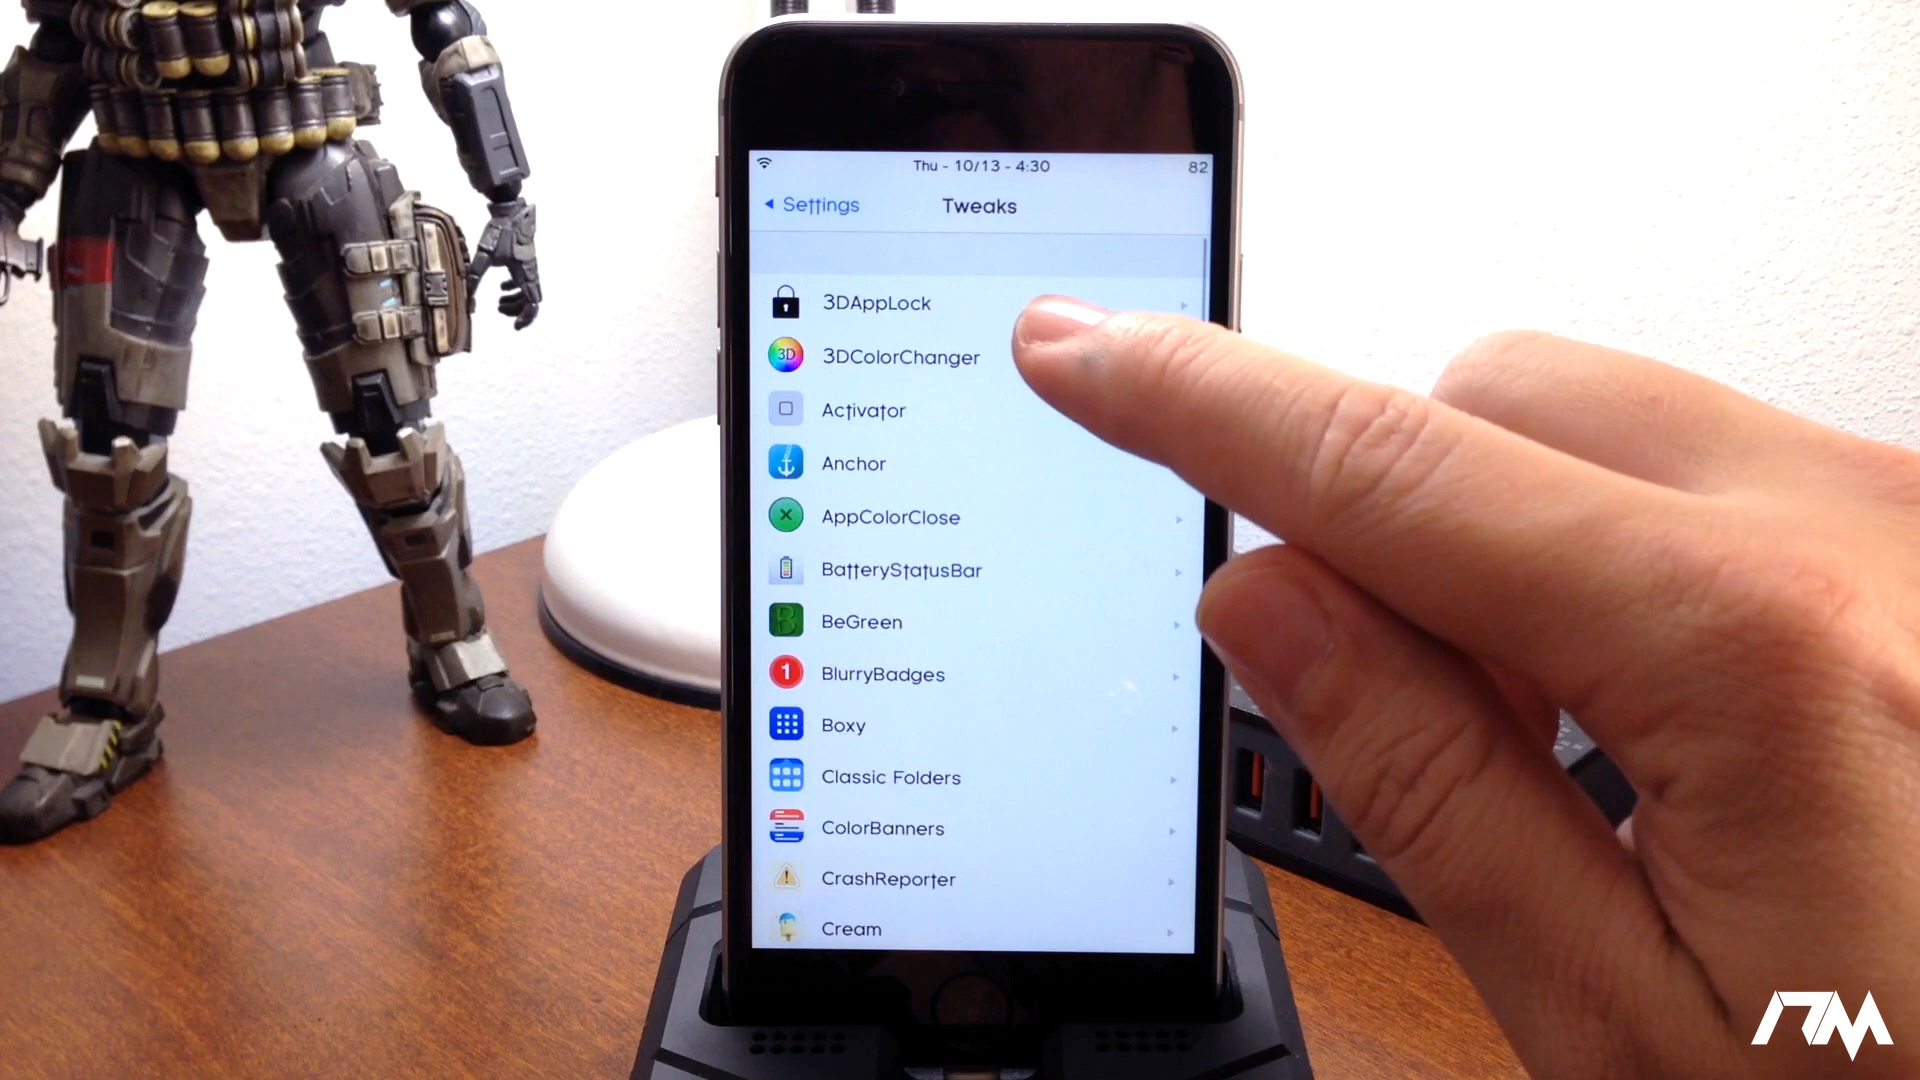 Thu - 10/13 - 4:30
82
Settings
Tweaks
3DAppLock
3D
3DColorChanger
Activator
Anchor
AppColorClose
BatteryStatusBar
B
BeGreen
1
BlurryBadges
Boxy
Classic Folders
ColorBanners
CrashReporter
Cream